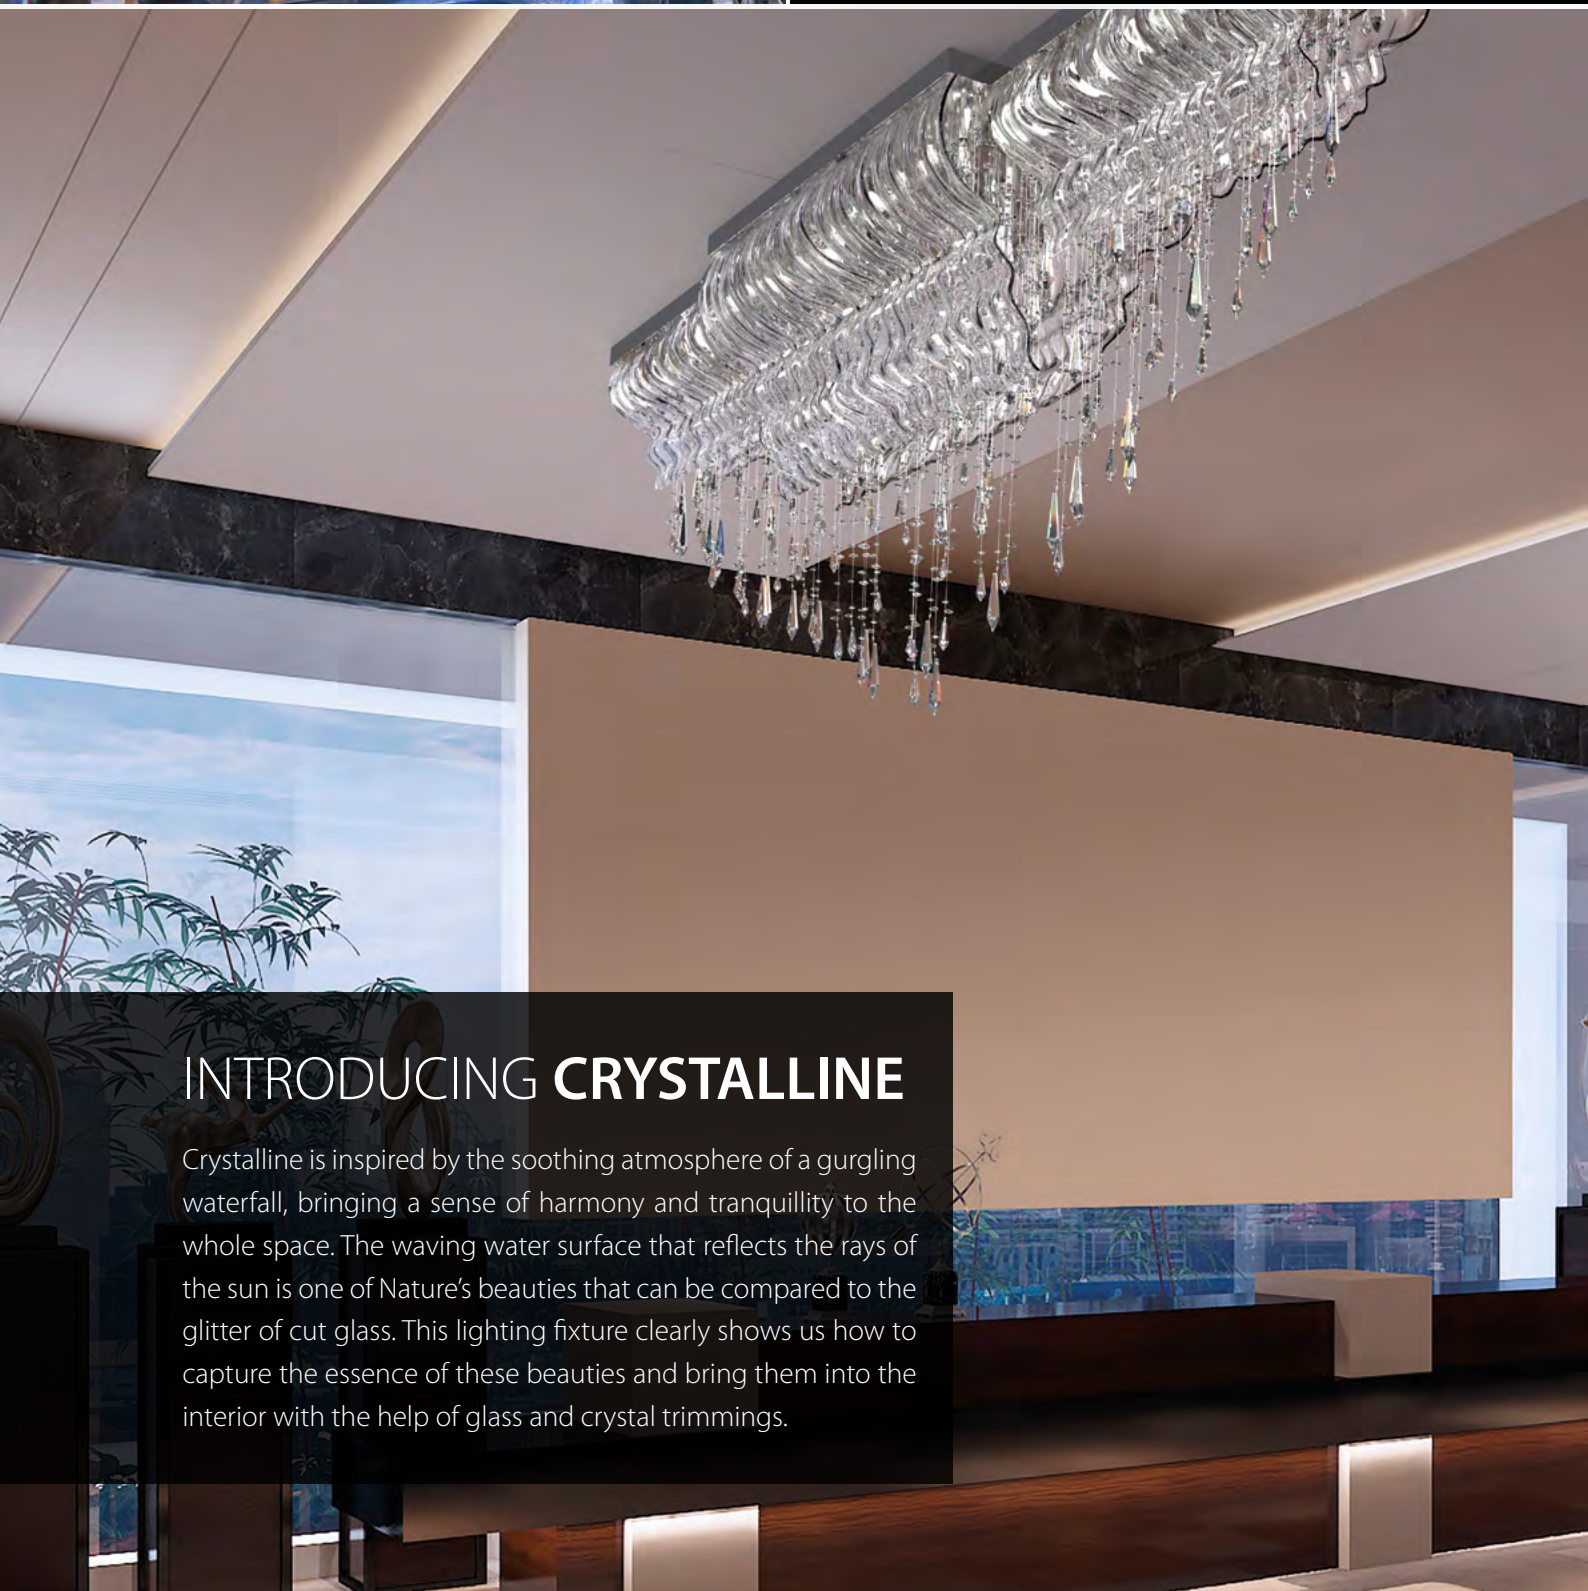 INTRODUCING CRYSTALLINE
Crystalline is inspired by the soothing atmosphere of a gurgling
waterfall, bringing a sense of harmony and tranquillity to the
whole space. The waving water surface that reflects the rays of
the sun is one of Nature’s beauties that can be compared to the
glitter of cut glass. This lighting fixture clearly shows us how to
capture the essence of these beauties and bring them into the
interior with the help of glass and crystal trimmings.